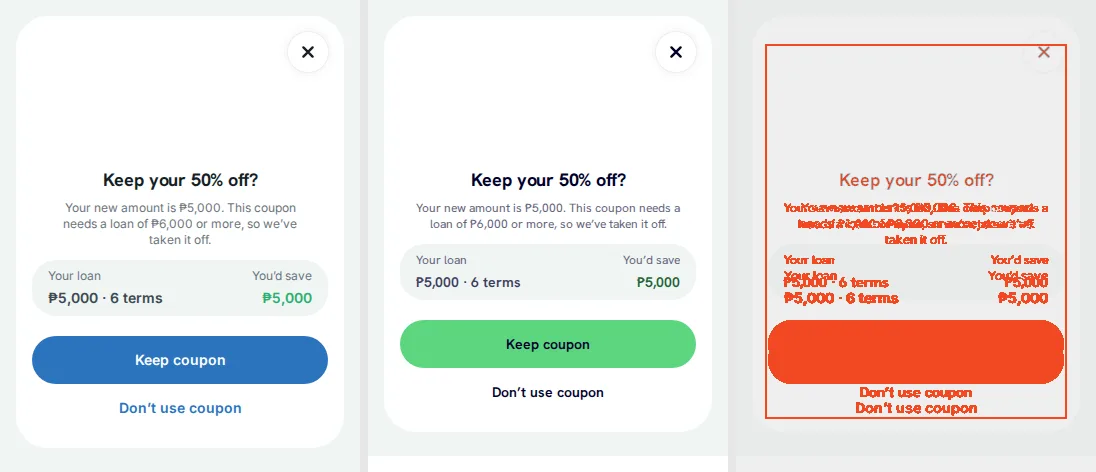 Keep your 50% off?
Your new amount is ₱5,000. This coupon
needs a loan of ₱6,000 or more, so we’ve
taken it off.
Your loan You’d save
₱5,000 · 6 terms ₱5,000
Keep coupon
Don’t use coupon
Keep your 50% off?
Your new amount is ₱5,000. This coupon needs a
loan of ₱6,000 or more, so we’ve taken it off.
Your loan You’d save
₱5,000 · 6 terms ₱5,000
Keep coupon
Don’t use coupon
Keep your 50% off?
taken it off.
Your loan You’d save
Your loan You’d save
₱5,000 · 6 terms ₱5,000
₱5,000 · 6 terms ₱5,000
Don’t use coupon
Don’t use coupon